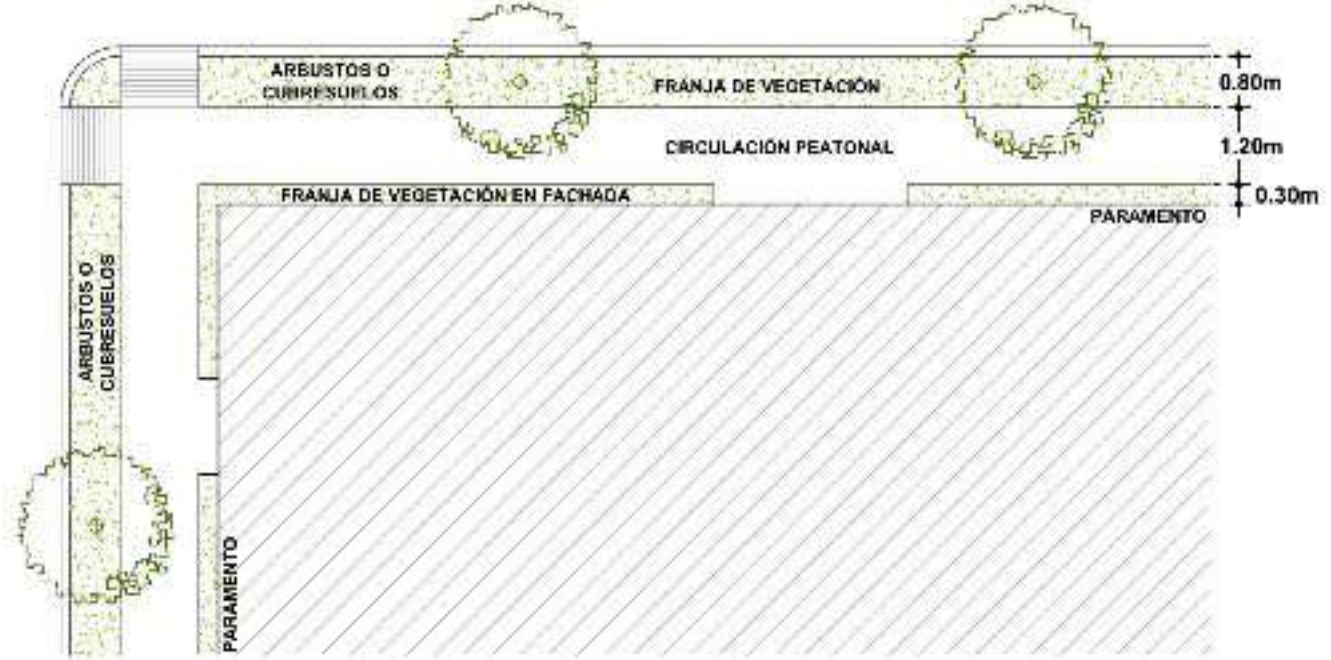 ARBUSTOS O
CUBRESUELOS
FRANJA DE VEGETACIÓN
0.80m
CIRCULACIÓN PEATONAL
1.20m
FRANJA DE VEGETACIÓN EN FACHADA
0.30m
PARAMENTO
ARBUSTOS O
CUBRESUELOS
PARAMENTO